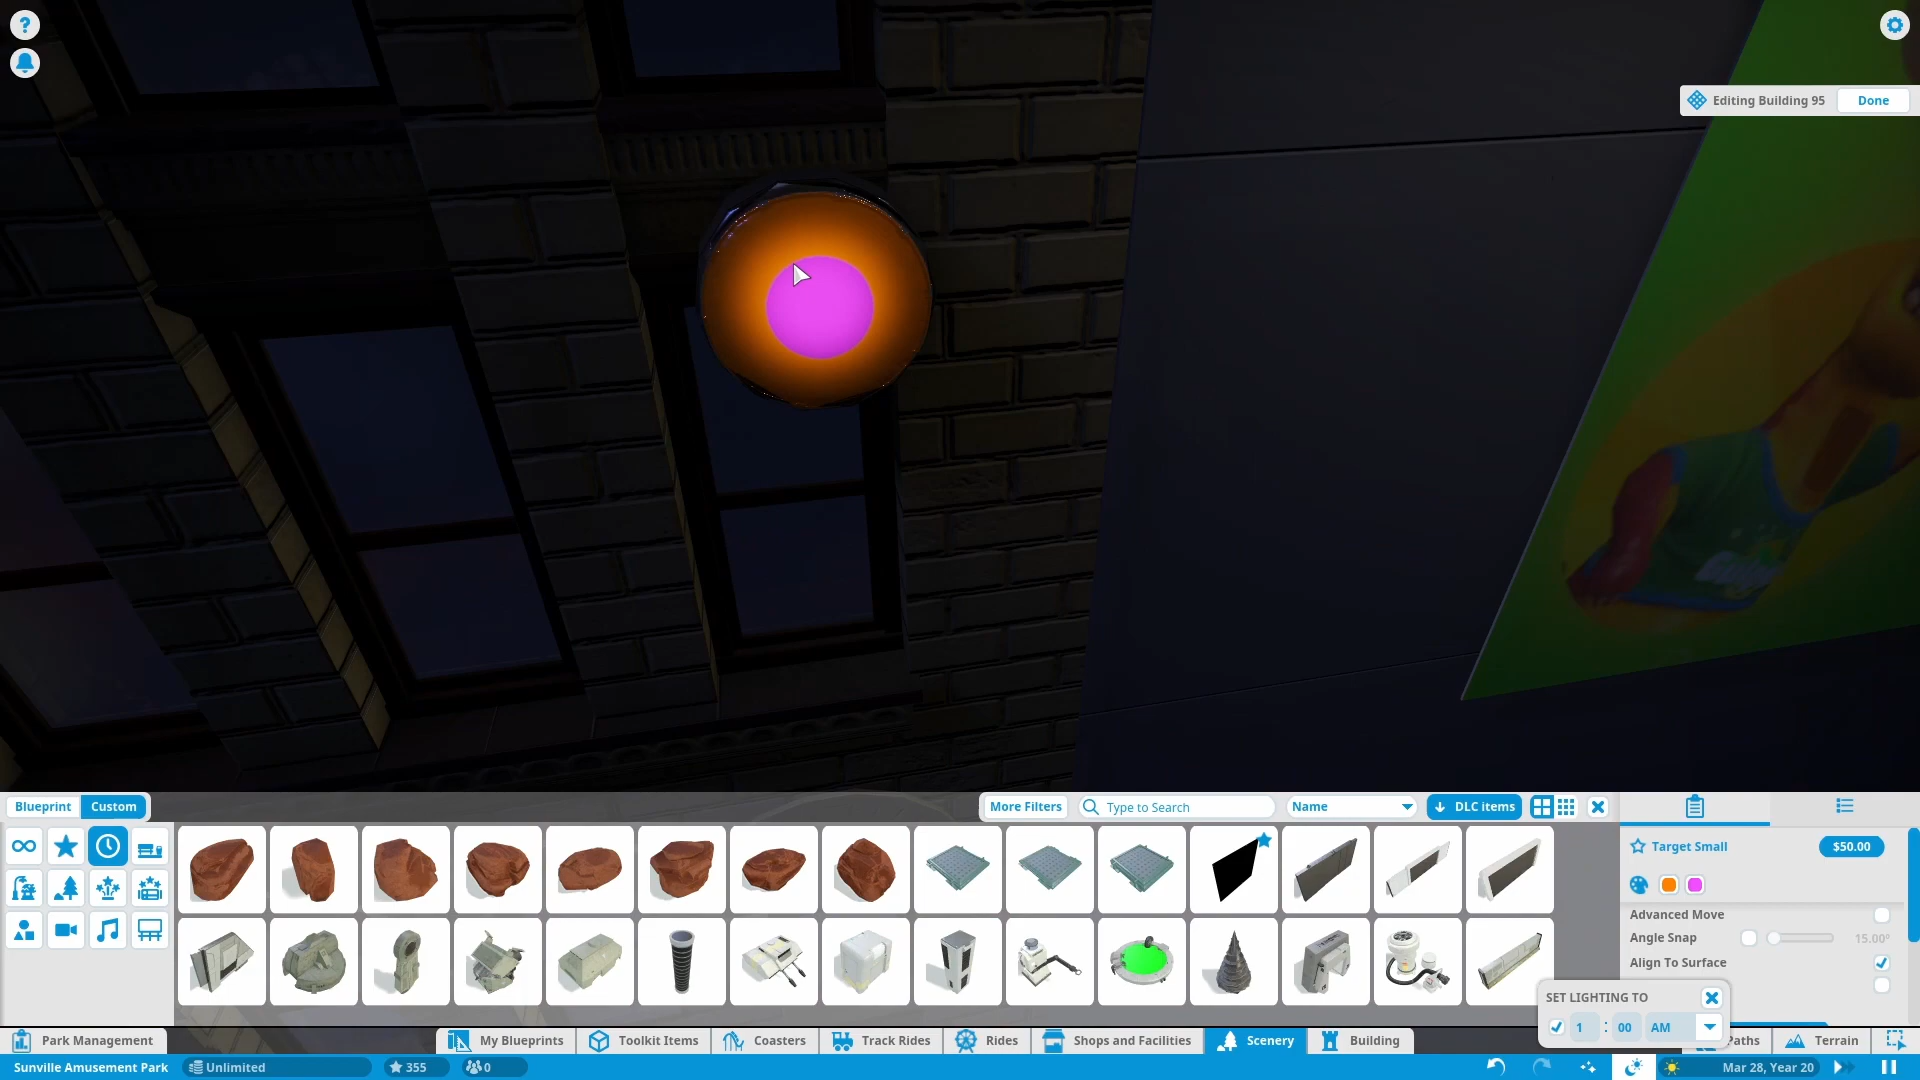 Editing Building 95 Done
Blueprint Custom More Filters Type to Search Name DLC items
Target Small $50.00
Advanced Move
Angle Snap 15.00°
Align To Surface
SET LIGHTING TO
1 : 00 AM
Park Management My Blueprints Toolkit Items Coasters Track Rides Rides Shops and Facilities Scenery Building Paths Terrain
Sunville Amusement Park Unlimited 355 0 Mar 28, Year 20